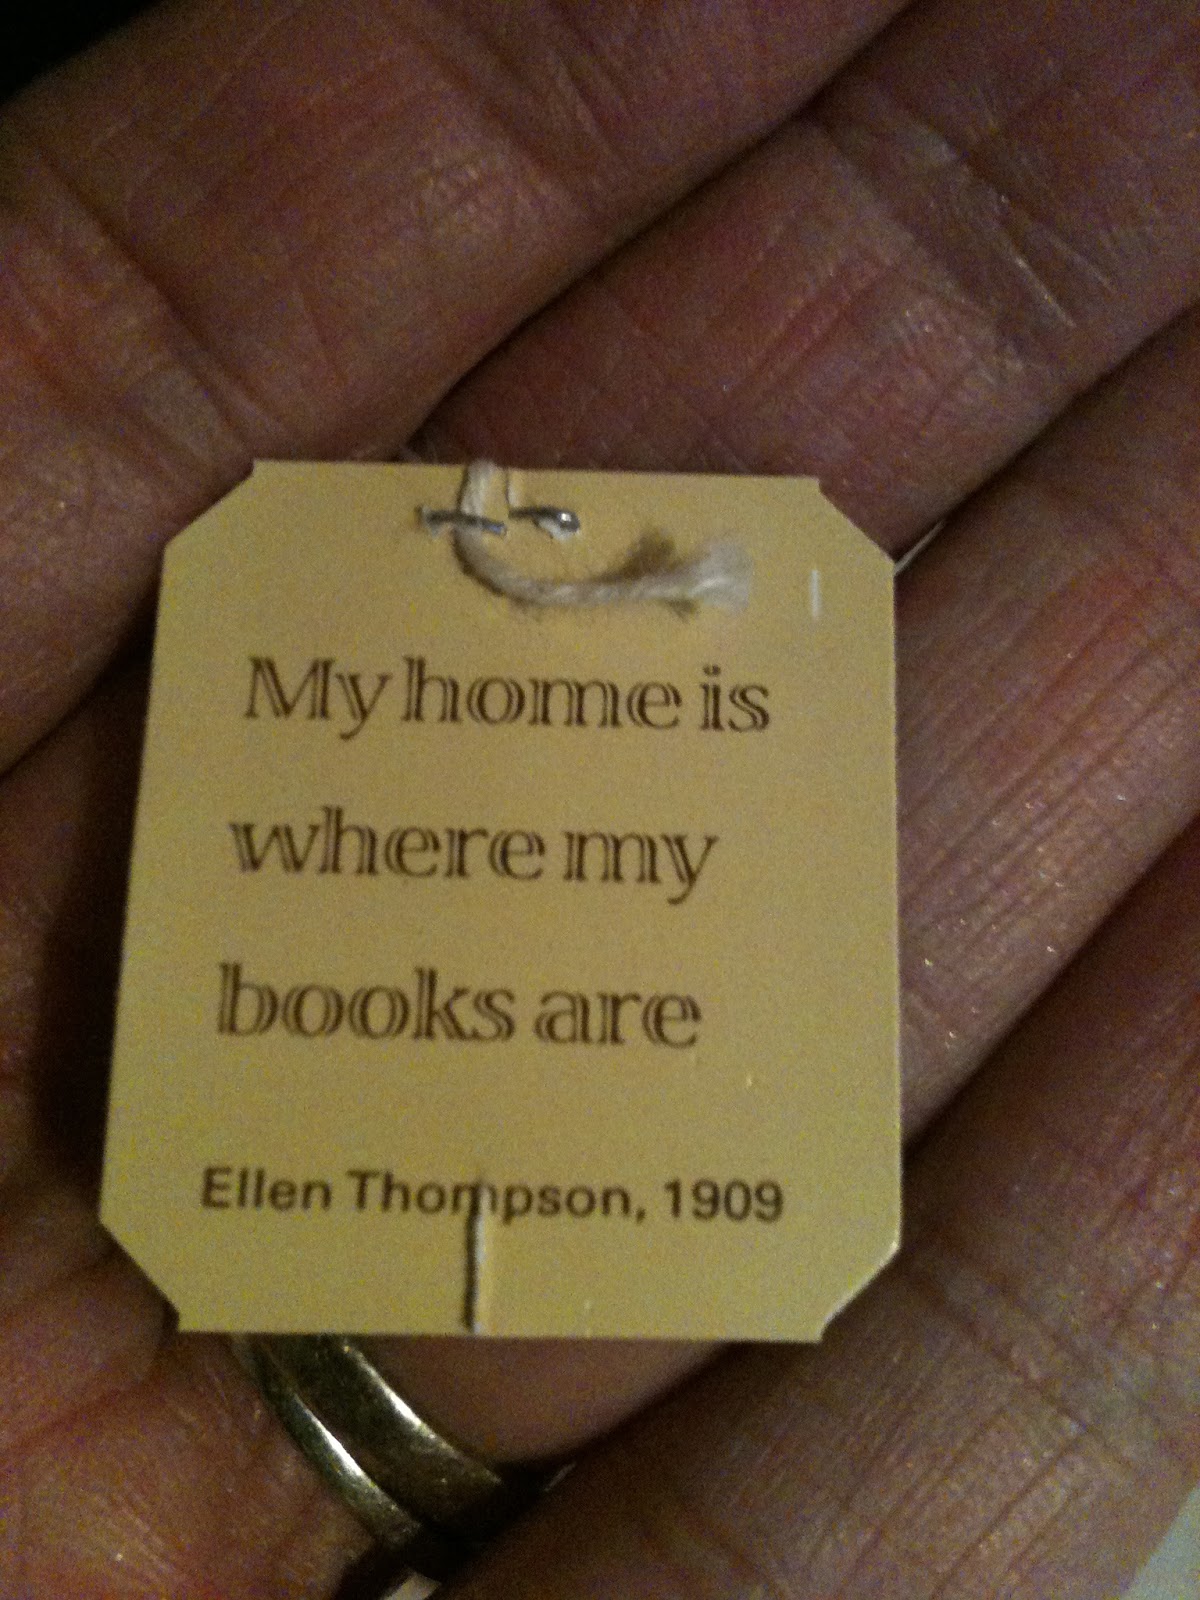 My home is
where my
books are
Ellen Thompson, 1909